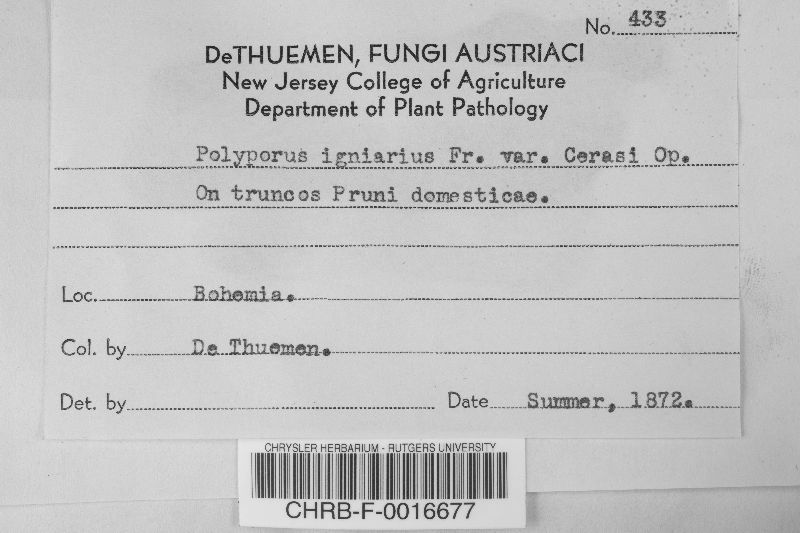 No. 433
DeTHUEMEN, FUNGI AUSTRIACI
New Jersey College of Agriculture
Department of Plant Pathology
Polyporus igniarius Fr. var. Cerasi Op.
On truncos Pruni domesticae.
Loc. Bohemia.
Col. by De Thuemen.
Det. by Date Summer, 1872.
CHRYSLER HERBARIUM - RUTGERS UNIVERSITY
CHRB-F-0016677